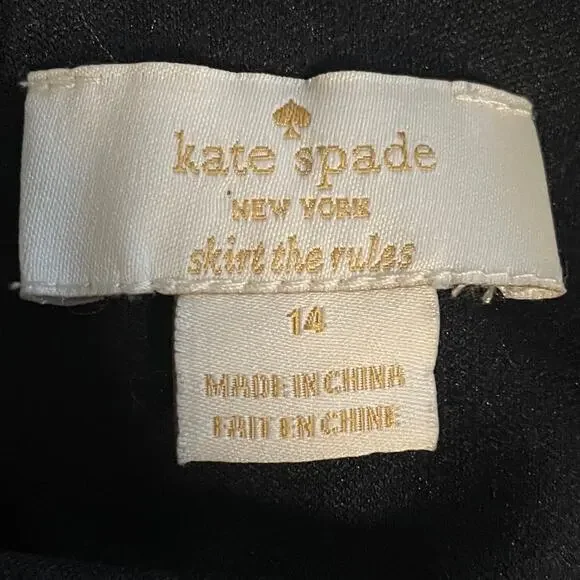 kate spade
NEW YORK
skirt the rules
14
MADE IN CHINA
FAIT EN CHINE